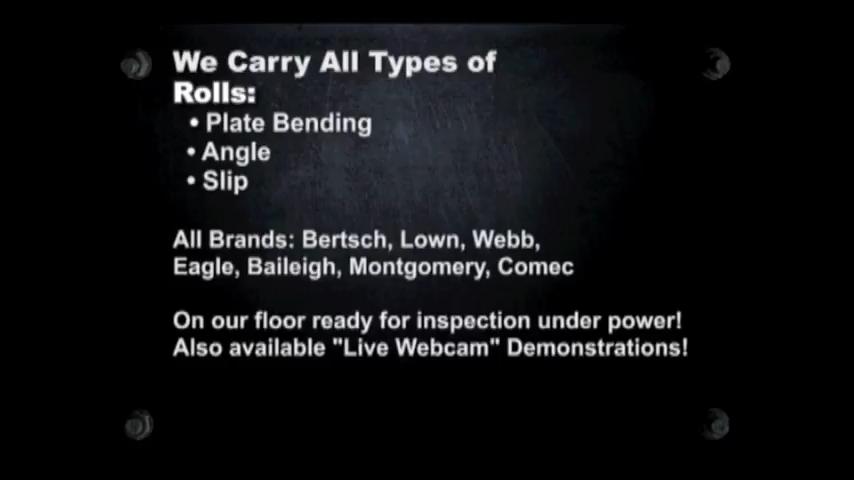 We Carry All Types of
Rolls:
• Plate Bending
• Angle
• Slip
All Brands: Bertsch, Lown, Webb,
Eagle, Baileigh, Montgomery, Comec
On our floor ready for inspection under power!
Also available "Live Webcam" Demonstrations!